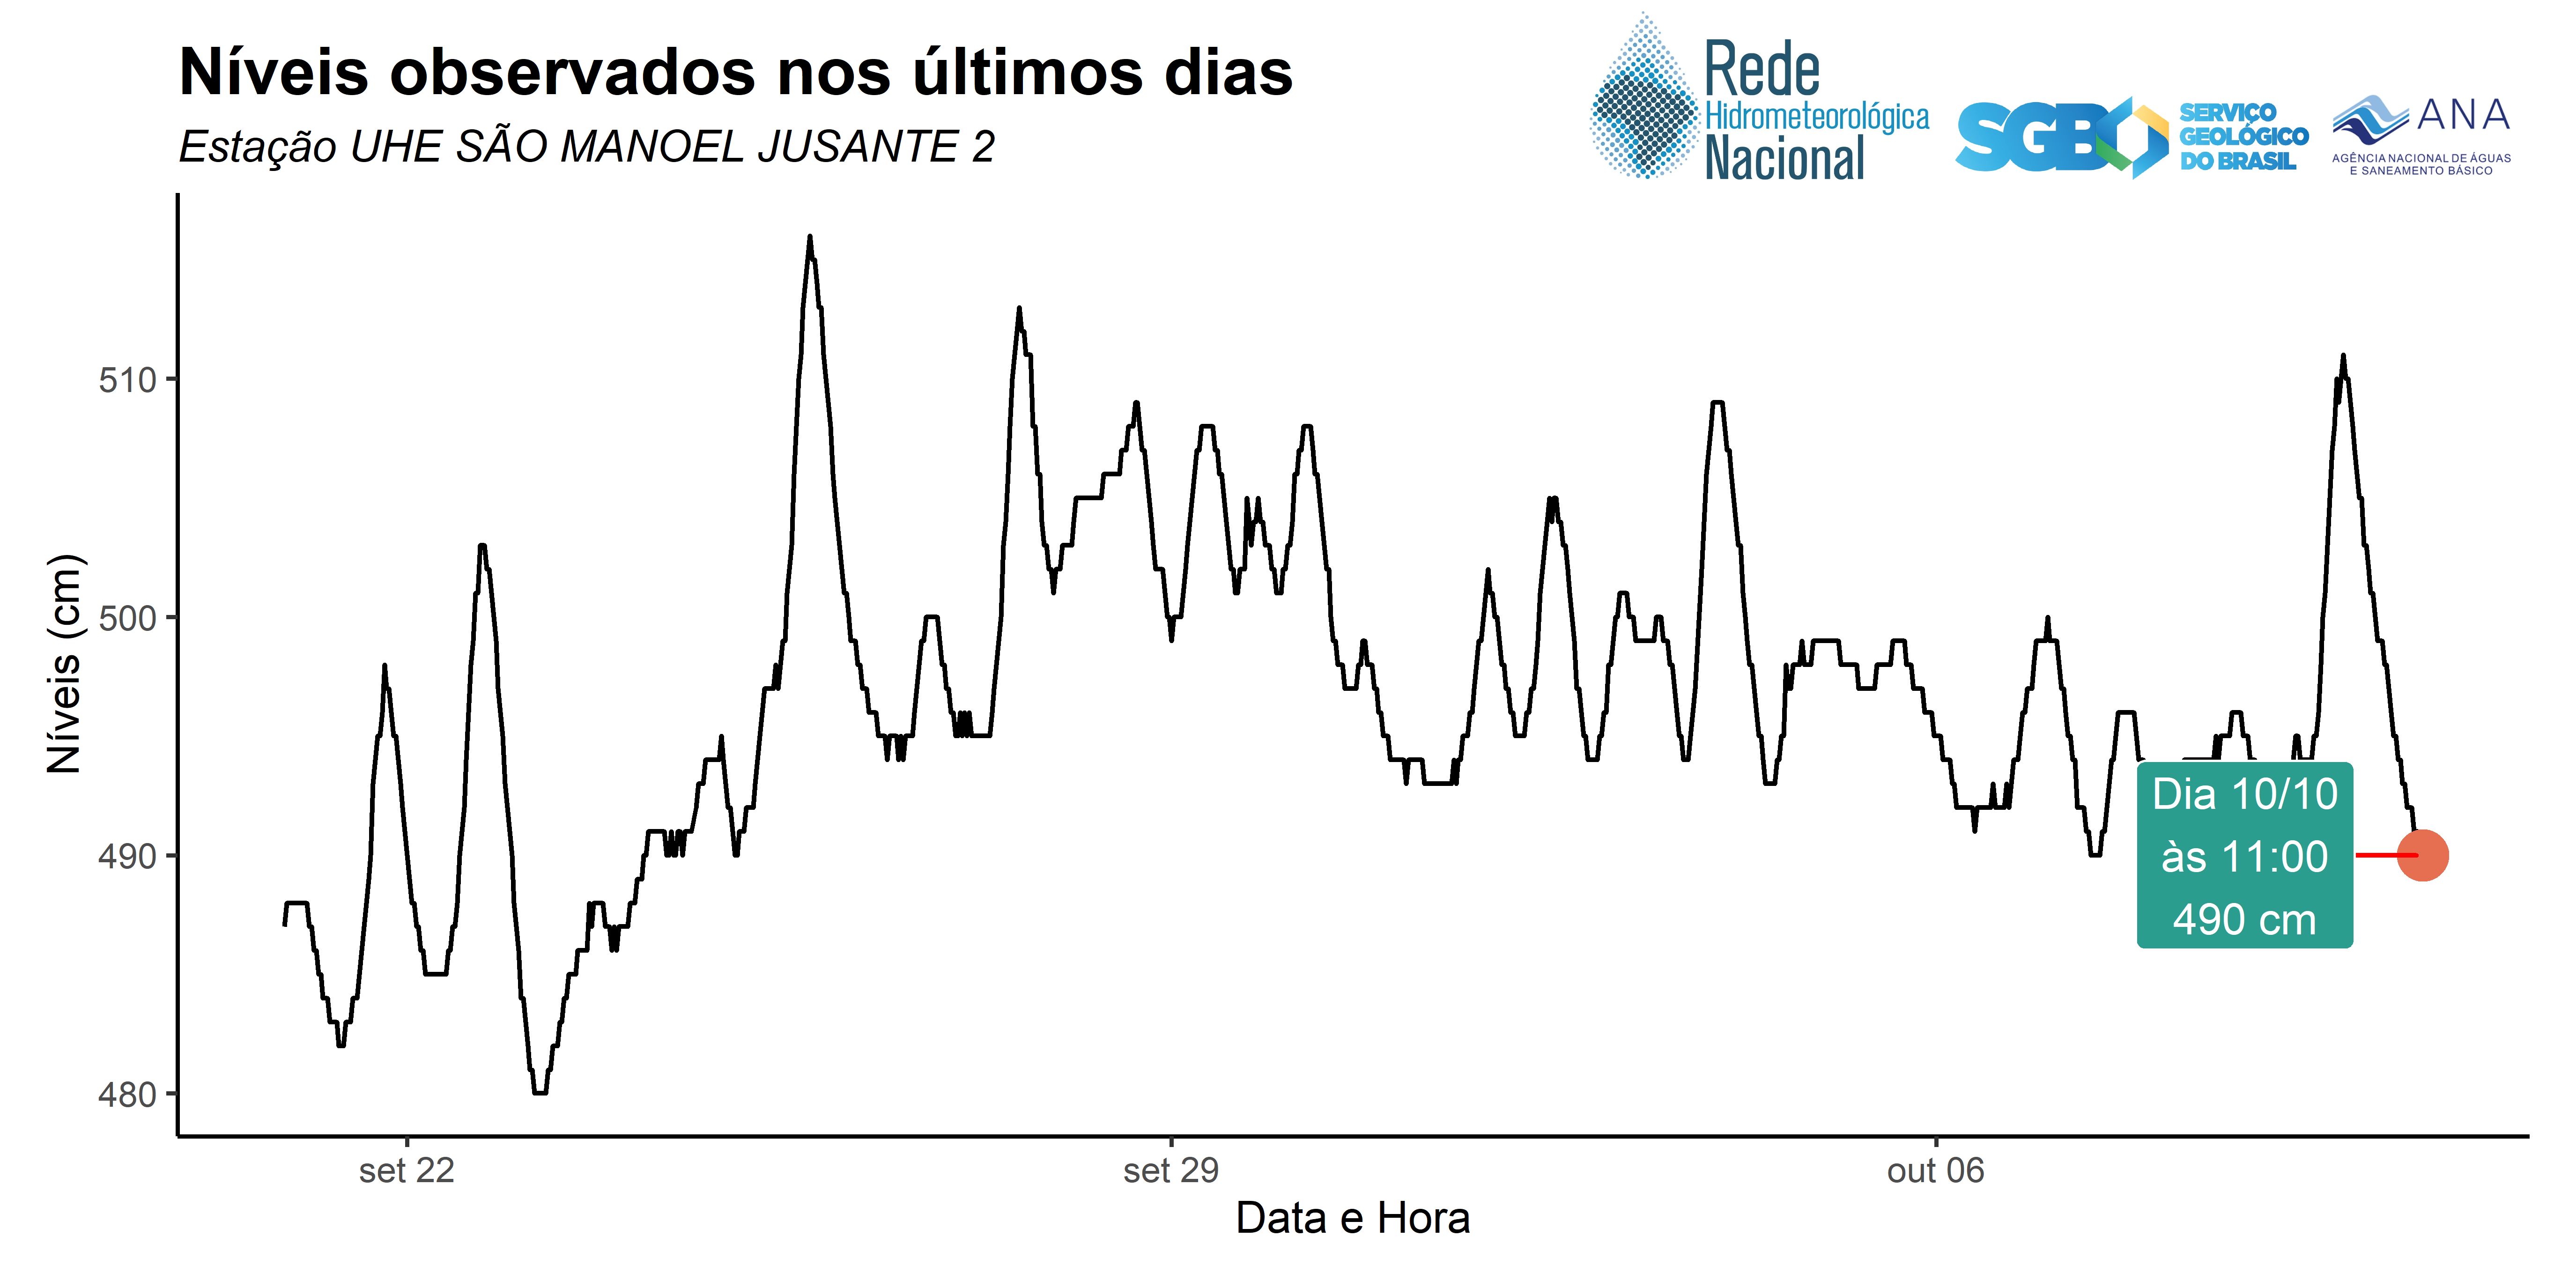 Níveis observados nos últimos dias
Estação UHE SÃO MANOEL JUSANTE 2
Rede
Hidrometeorológica
Nacional
SGB
SERVIÇO
GEOLÓGICO
DO BRASIL
ANA
AGÊNCIA NACIONAL DE ÁGUAS
E SANEAMENTO BÁSICO
Níveis (cm)
510
500
490
480
Dia 10/10
às 11:00
490 cm
set 22
set 29
out 06
Data e Hora